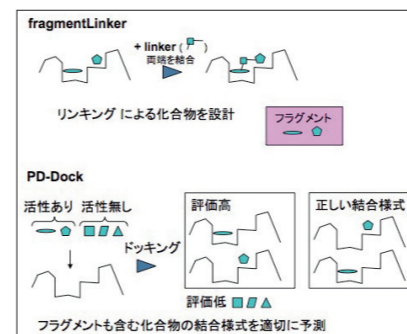 fragmentLinker
+ linker ( )
両端を結合
リンキング による化合物を設計
フラグメント
PD-Dock
活性あり 活性無し
ドッキング
評価高
正しい結合様式
評価低
フラグメントも含む化合物の結合様式を適切に予測